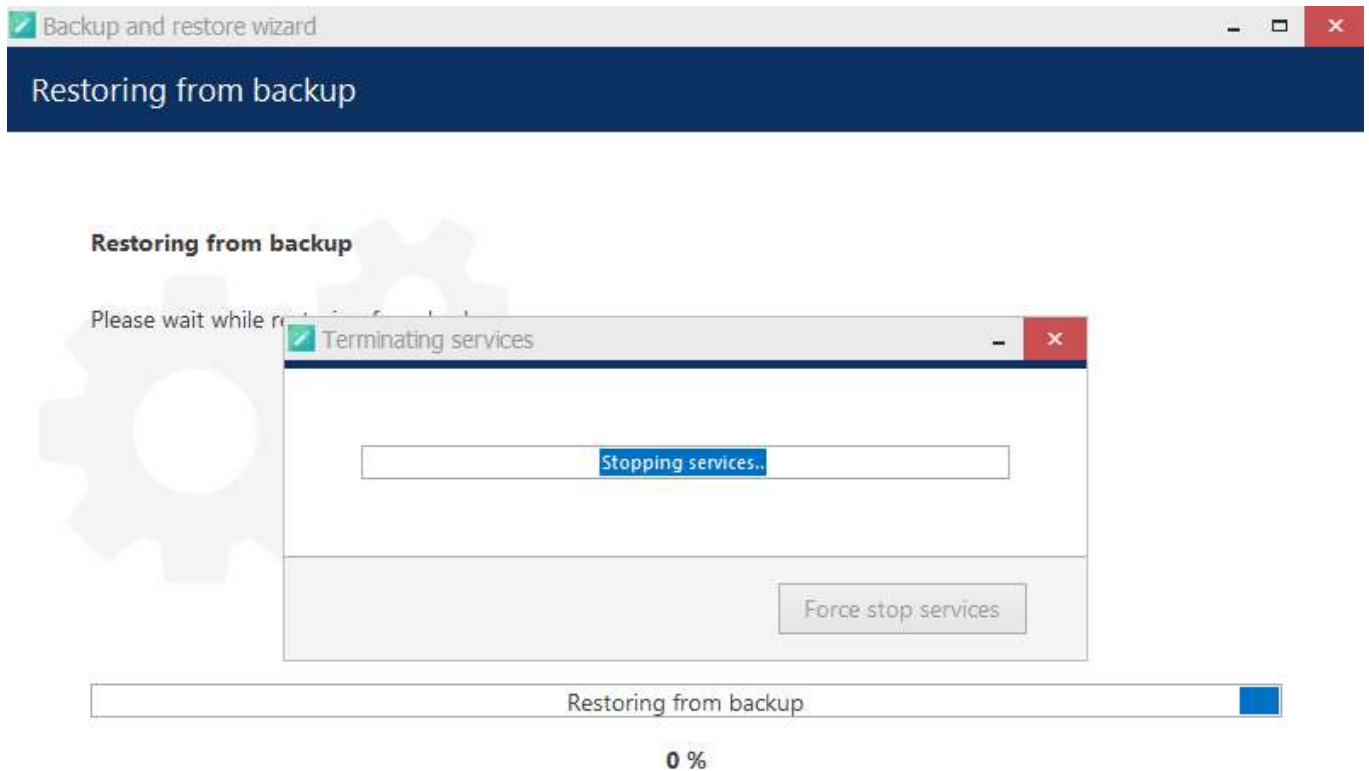 Backup and restore wizard
Restoring from backup
Restoring from backup
Please wait while
Terminating services
Stopping services..
Force stop services
Restoring from backup
0 %